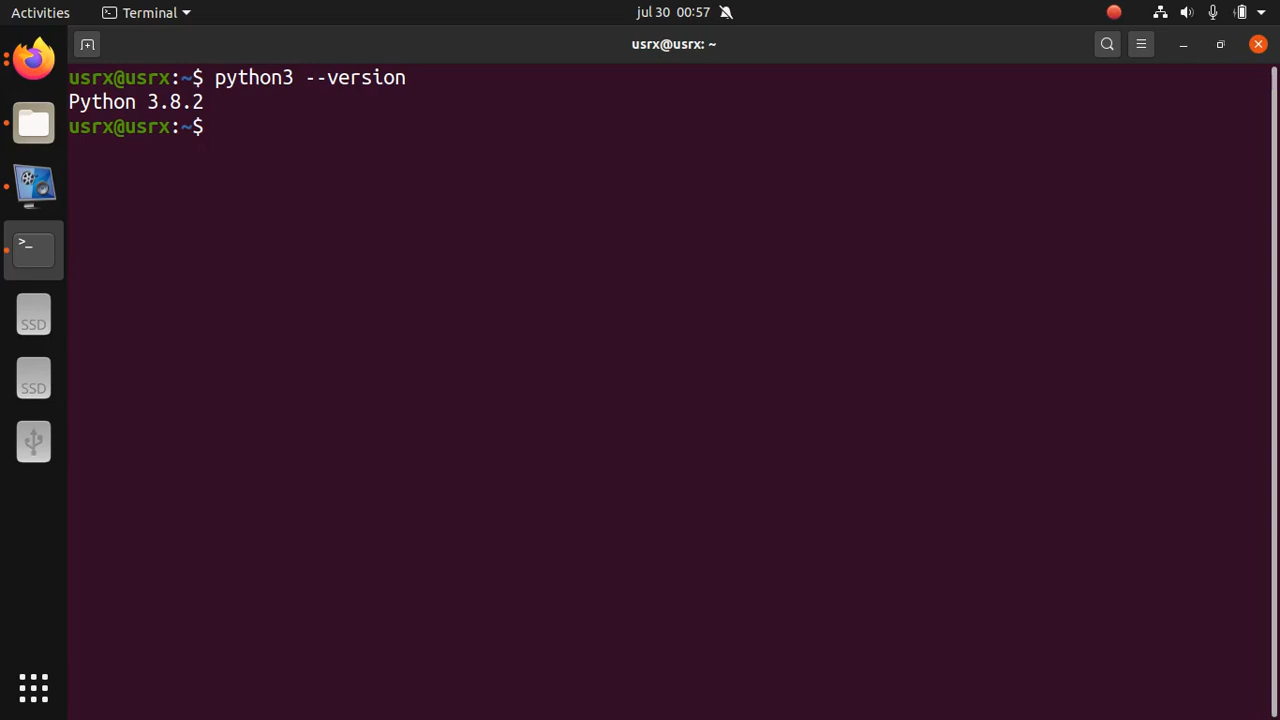 Activities Terminal jul 30 00:57
usrx@usrx: ~
usrx@usrx:~$ python3 --version
Python 3.8.2
usrx@usrx:~$
>_
SSD
SSD